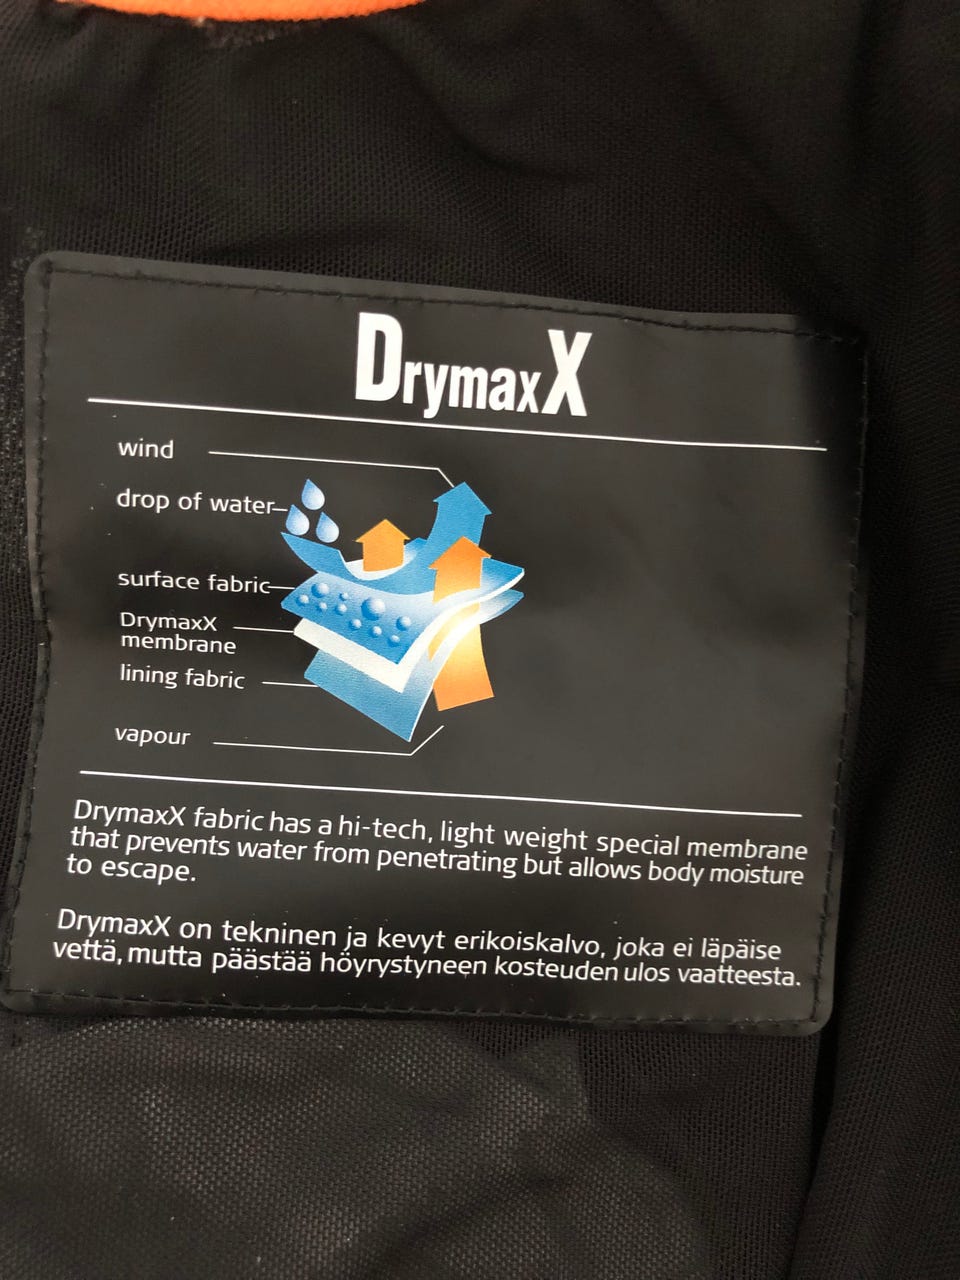 DrymaxX
wind
drop of water
surface fabric
DrymaxX
membrane
lining fabric
vapour
DrymaxX fabric has a hi-tech, light weight special membrane
that prevents water from penetrating but allows body moisture
to escape.
DrymaxX on tekninen ja kevyt erikoiskalvo, joka ei läpäise
vettä, mutta päästää höyrystyneen kosteuden ulos vaatteesta.